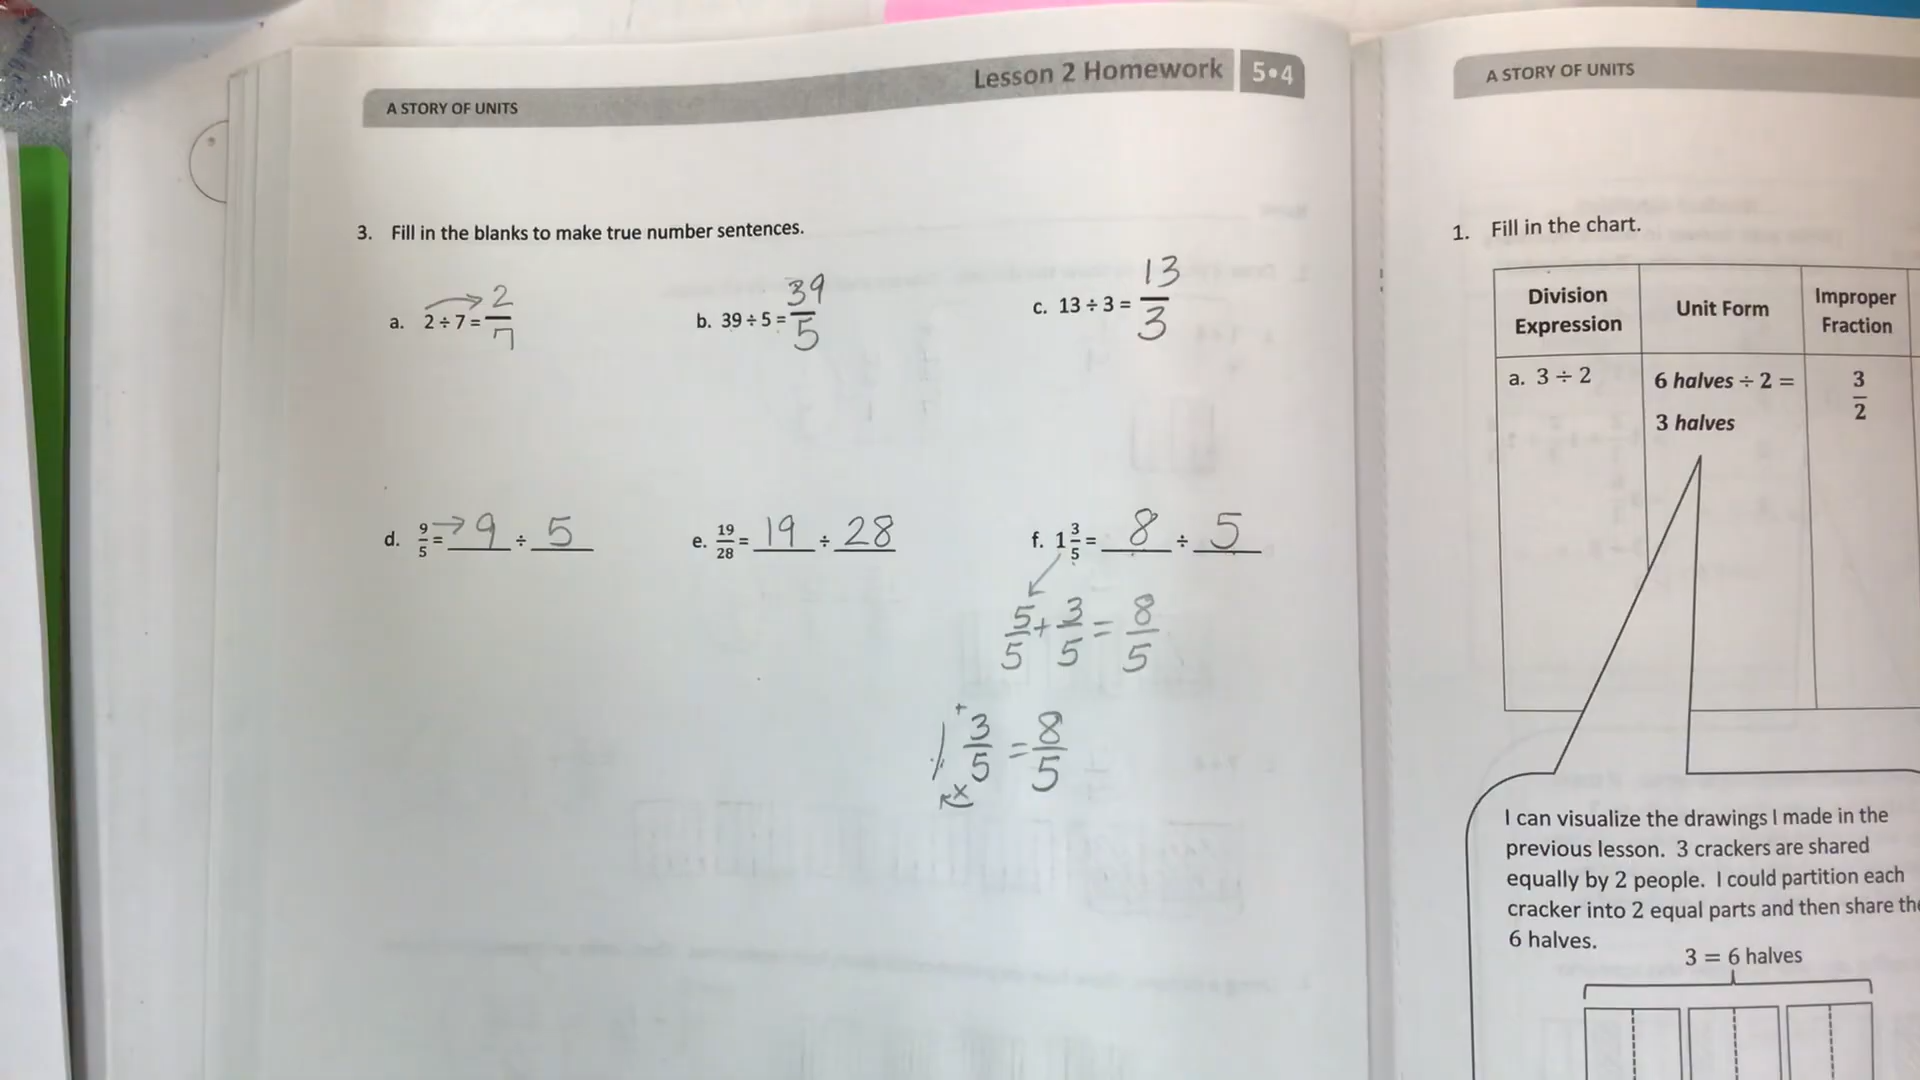 Lesson 2 Homework 5•4
A STORY OF UNITS
3. Fill in the blanks to make true number sentences.
a. 2 ÷ 7 = 2/7
b. 39 ÷ 5 = 39/5
c. 13 ÷ 3 = 13/3
d. 9/5 = 9 ÷ 5
e. 19/28 = 19 ÷ 28
f. 1 3/5 = 8 ÷ 5
5/5 + 3/5 = 8/5
1 + 3/5 = 8/5
x
A STORY OF UNITS
1. Fill in the chart.
Division Expression
Unit Form
Improper Fraction
a. 3 ÷ 2
6 halves ÷ 2 =
3 halves
3/2
I can visualize the drawings I made in the
previous lesson. 3 crackers are shared
equally by 2 people. I could partition each
cracker into 2 equal parts and then share the
6 halves.
3 = 6 halves